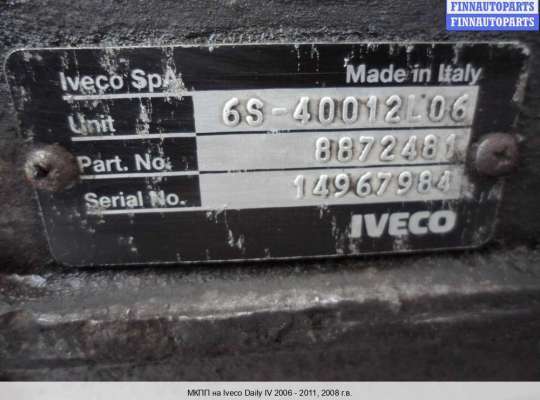 FINNAUTOPARTS
FINNAUTOPARTS
Iveco SpA
Made in Italy
Unit
6S-40012L06
Part. No.
8872481
Serial No.
14967984
IVECO
МКПП на Iveco Daily IV 2006 - 2011, 2008 г.в.